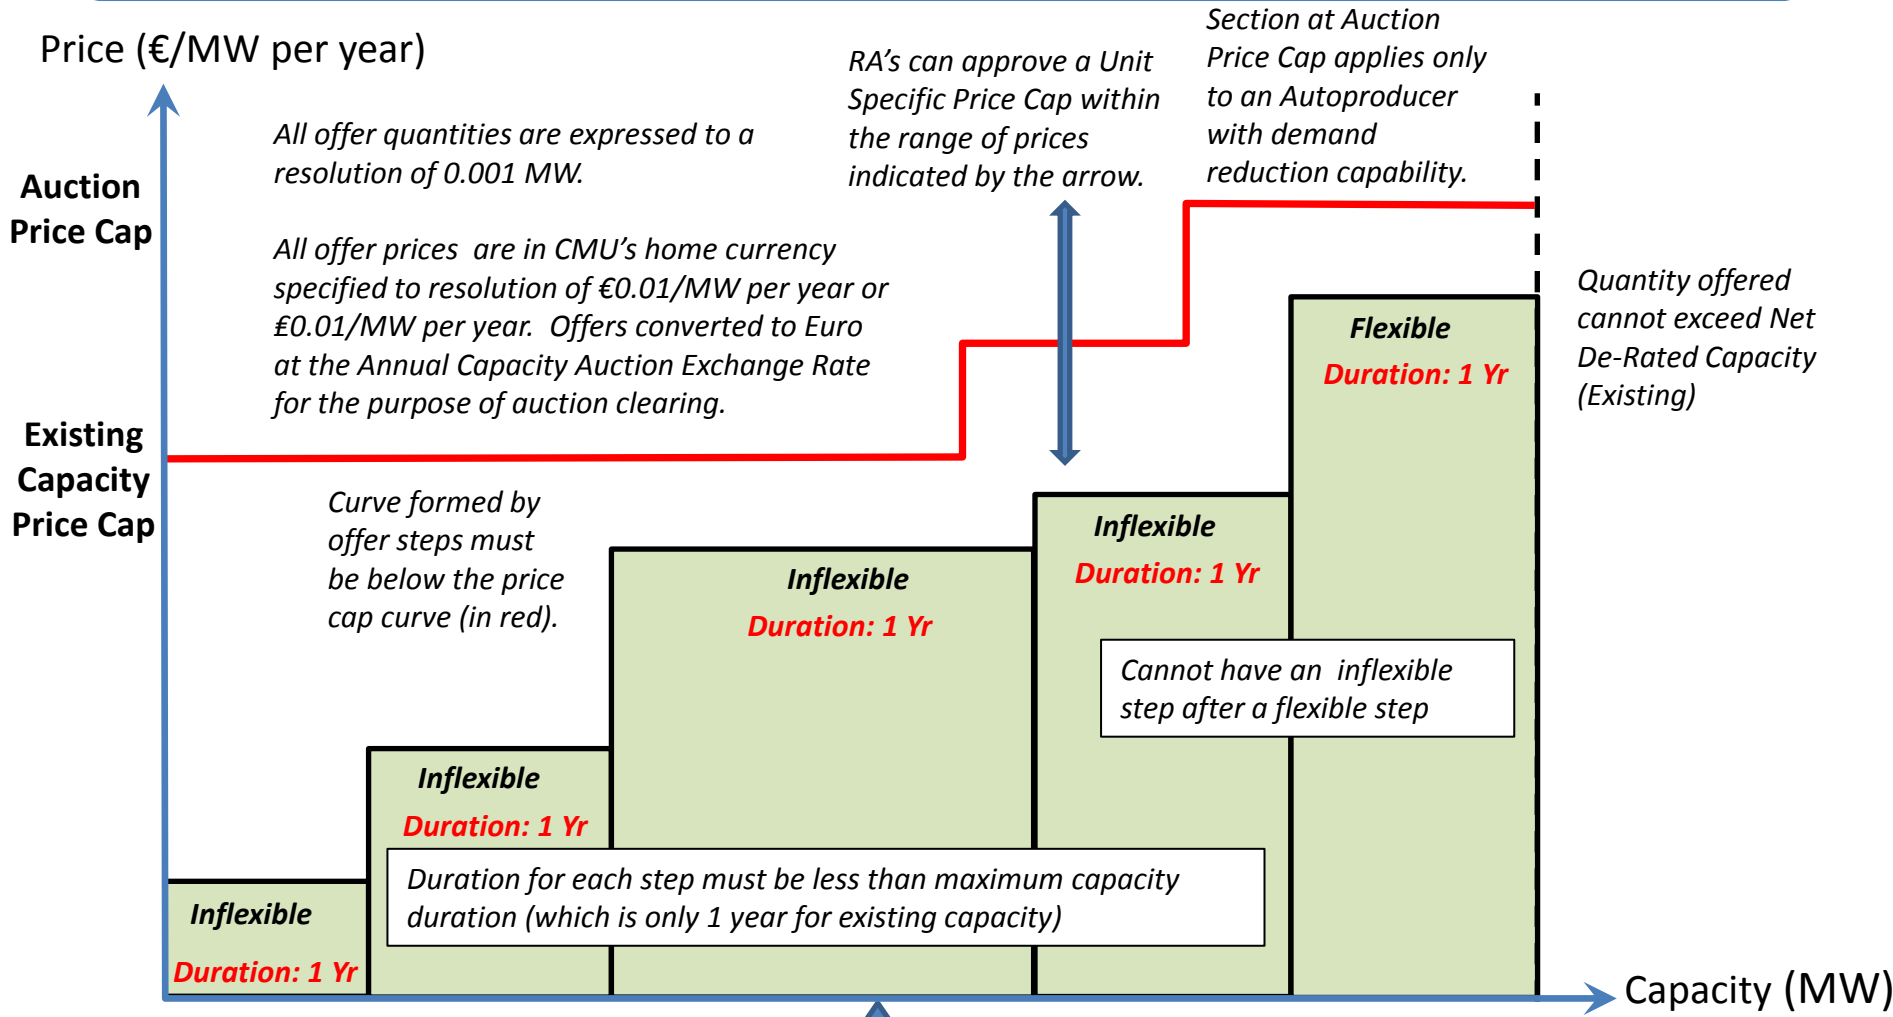 Price (€/MW per year)
Auction
Price Cap
Existing
Capacity
Price Cap
All offer quantities are expressed to a
resolution of 0.001 MW.
All offer prices  are in CMU's home currency
specified to resolution of €0.01/MW per year or
₤0.01/MW per year.  Offers converted to Euro
at the Annual Capacity Auction Exchange Rate
for the purpose of auction clearing.
RA's can approve a Unit
Specific Price Cap within
the range of prices
indicated by the arrow.
Section at Auction
Price Cap applies only
to an Autoproducer
with demand
reduction capability.
Quantity offered
cannot exceed Net
De-Rated Capacity
(Existing)
Curve formed by
offer steps must
be below the price
cap curve (in red).
Inflexible
Duration: 1 Yr
Inflexible
Duration: 1 Yr
Inflexible
Duration: 1 Yr
Inflexible
Duration: 1 Yr
Flexible
Duration: 1 Yr
Cannot have an  inflexible
step after a flexible step
Duration for each step must be less than maximum capacity
duration (which is only 1 year for existing capacity)
Capacity (MW)